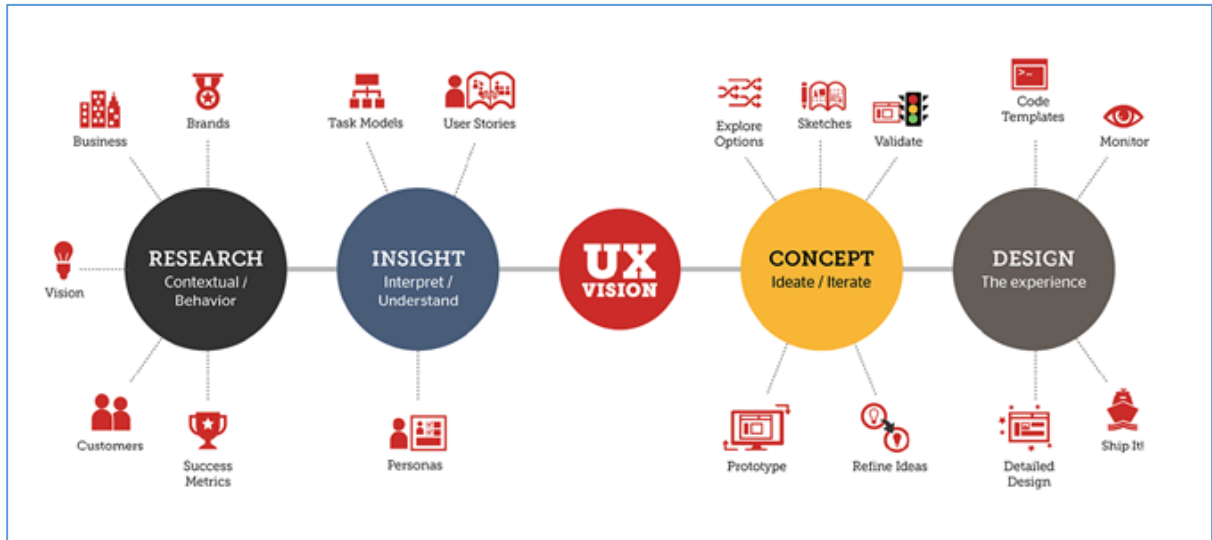 Business
Brands
Vision
RESEARCH
Contextual /
Behavior
Customers
Success
Metrics
Task Models
User Stories
INSIGHT
Interpret /
Understand
Personas
UX
VISION
Explore
Options
Sketches
Validate
CONCEPT
Ideate / Iterate
Prototype
Refine Ideas
Code
Templates
Monitor
DESIGN
The experience
Detailed
Design
Ship It!